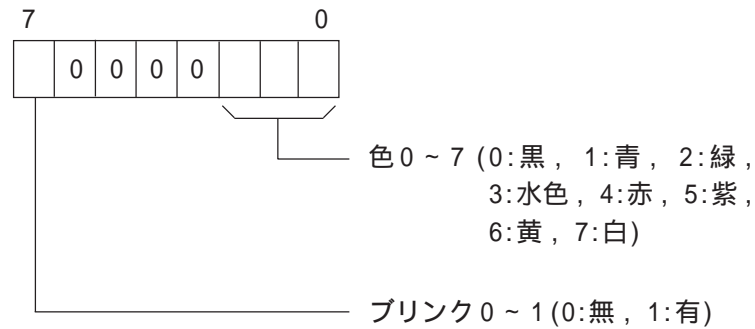 7 0
0 0 0 0
色0~7(0:黒, 1:青, 2:緑,
3:水色, 4:赤, 5:紫,
6:黄, 7:白)
ブリンク0~1(0:無, 1:有)